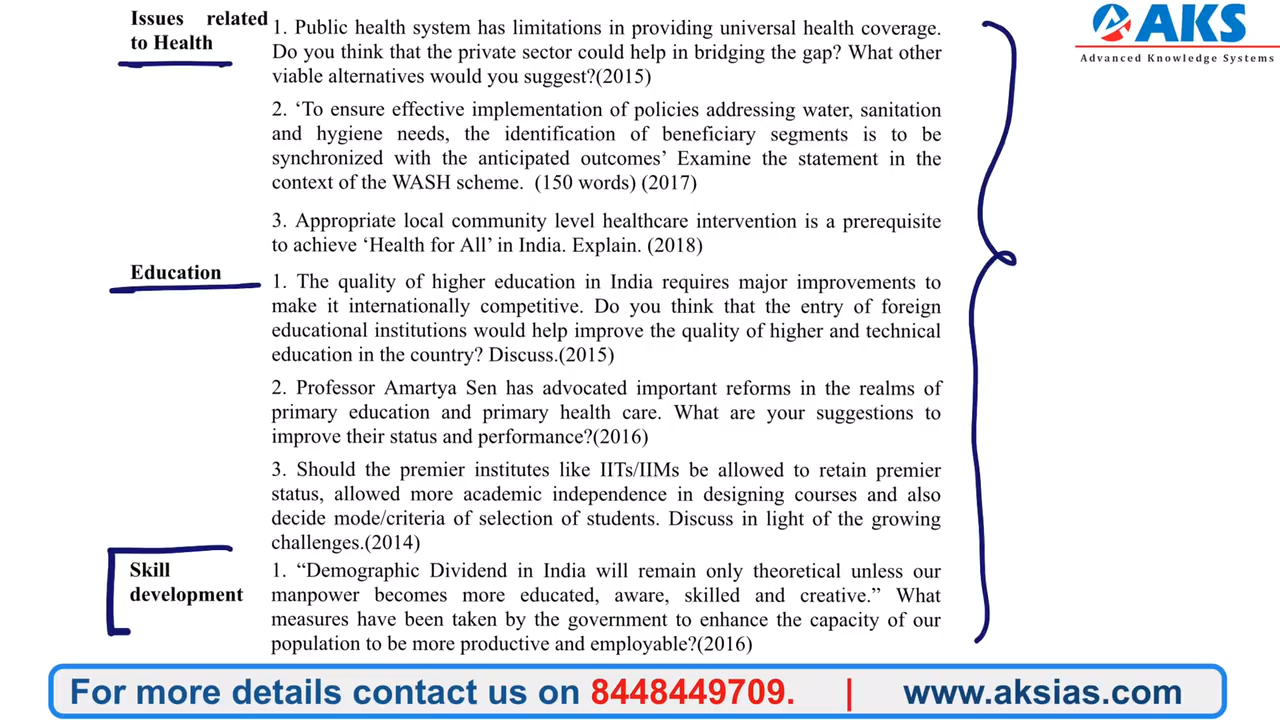 Issues related
to Health
1. Public health system has limitations in providing universal health coverage.
Do you think that the private sector could help in bridging the gap? What other
viable alternatives would you suggest?(2015)
2. ‘To ensure effective implementation of policies addressing water, sanitation
and hygiene needs, the identification of beneficiary segments is to be
synchronized with the anticipated outcomes’ Examine the statement in the
context of the WASH scheme. (150 words) (2017)
3. Appropriate local community level healthcare intervention is a prerequisite
to achieve ‘Health for All’ in India. Explain. (2018)
Education
1. The quality of higher education in India requires major improvements to
make it internationally competitive. Do you think that the entry of foreign
educational institutions would help improve the quality of higher and technical
education in the country? Discuss.(2015)
2. Professor Amartya Sen has advocated important reforms in the realms of
primary education and primary health care. What are your suggestions to
improve their status and performance?(2016)
3. Should the premier institutes like IITs/IIMs be allowed to retain premier
status, allowed more academic independence in designing courses and also
decide mode/criteria of selection of students. Discuss in light of the growing
challenges.(2014)
Skill
development
1. “Demographic Dividend in India will remain only theoretical unless our
manpower becomes more educated, aware, skilled and creative.” What
measures have been taken by the government to enhance the capacity of our
population to be more productive and employable?(2016)
AKS
Advanced Knowledge Systems
For more details contact us on 8448449709. | www.aksias.com